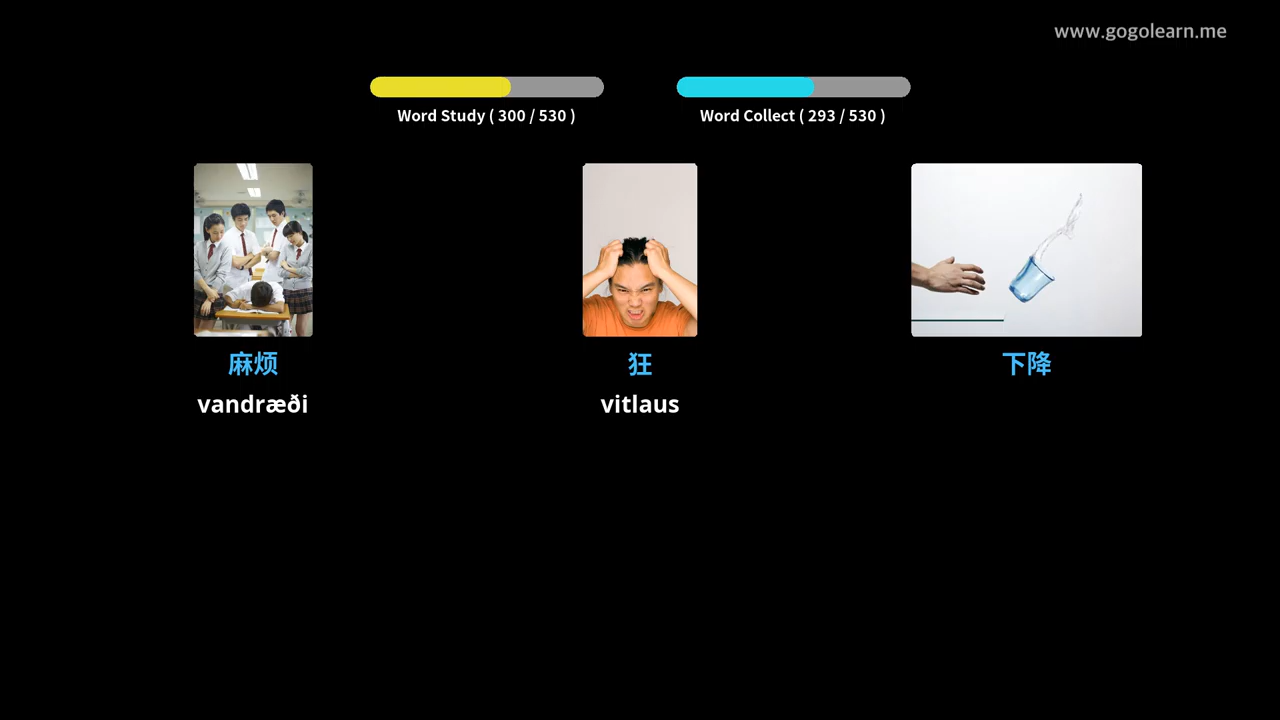 www.gogolearn.me
Word Study ( 300 / 530 )
Word Collect ( 293 / 530 )
麻烦
狂
下降
vandræði
vitlaus